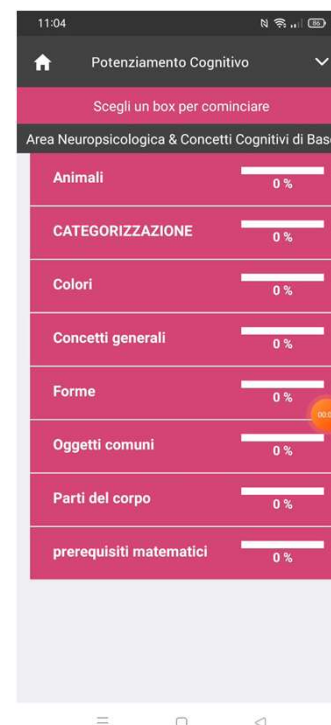 11:04
86
Potenziamento Cognitivo
Scegli un box per cominciare
Area Neuropsicologica & Concetti Cognitivi di Bas
Animali
0 %
CATEGORIZZAZIONE
0 %
Colori
0 %
Concetti generali
0 %
Forme
0 %
Oggetti comuni
0 %
Parti del corpo
0 %
prerequisiti matematici
0 %